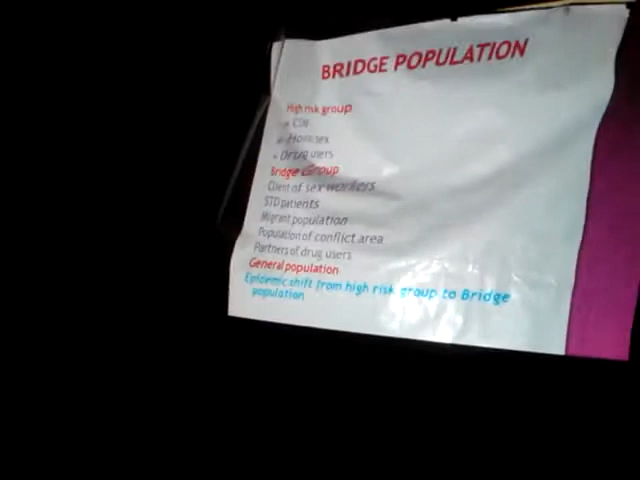 BRIDGE POPULATION
High risk group
Homosex
Drug users
Bridge Group
Client of sex workers
STD patients
Migrant population
Population of conflict area
Partners of drug users
General population
Epidemic shift from high risk group to Bridge
population